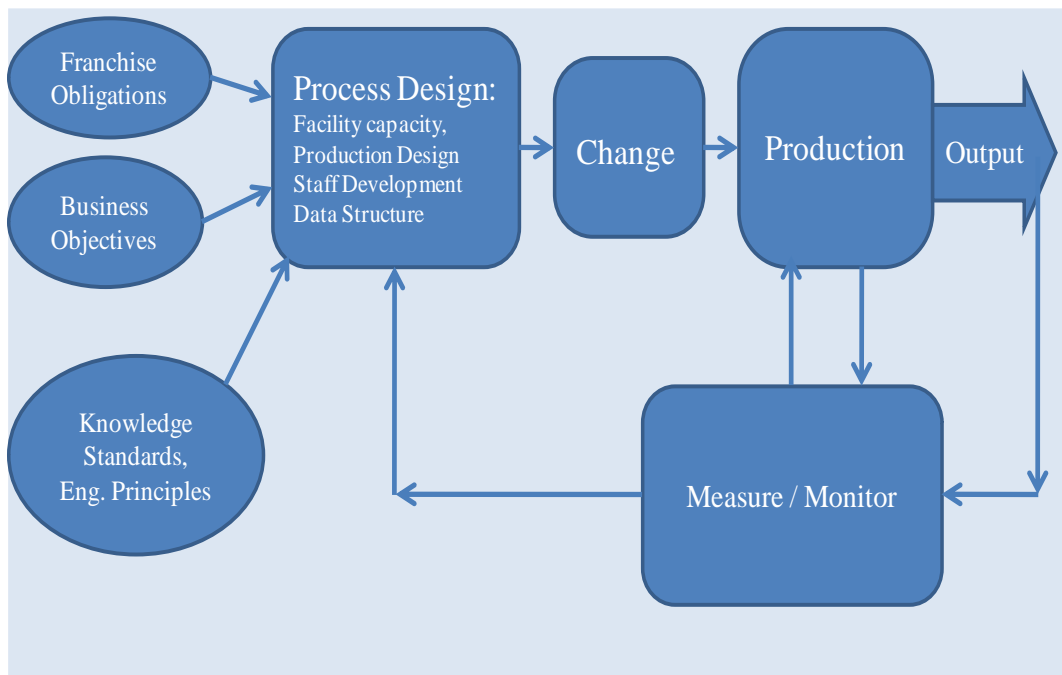 Franchise
Obligations
Process Design:
Facility capacity,
Production Design
Staff Development
Data Structure
Change
Production
Output
Business
Objectives
Knowledge
Standards,
Eng. Principles
Measure / Monitor